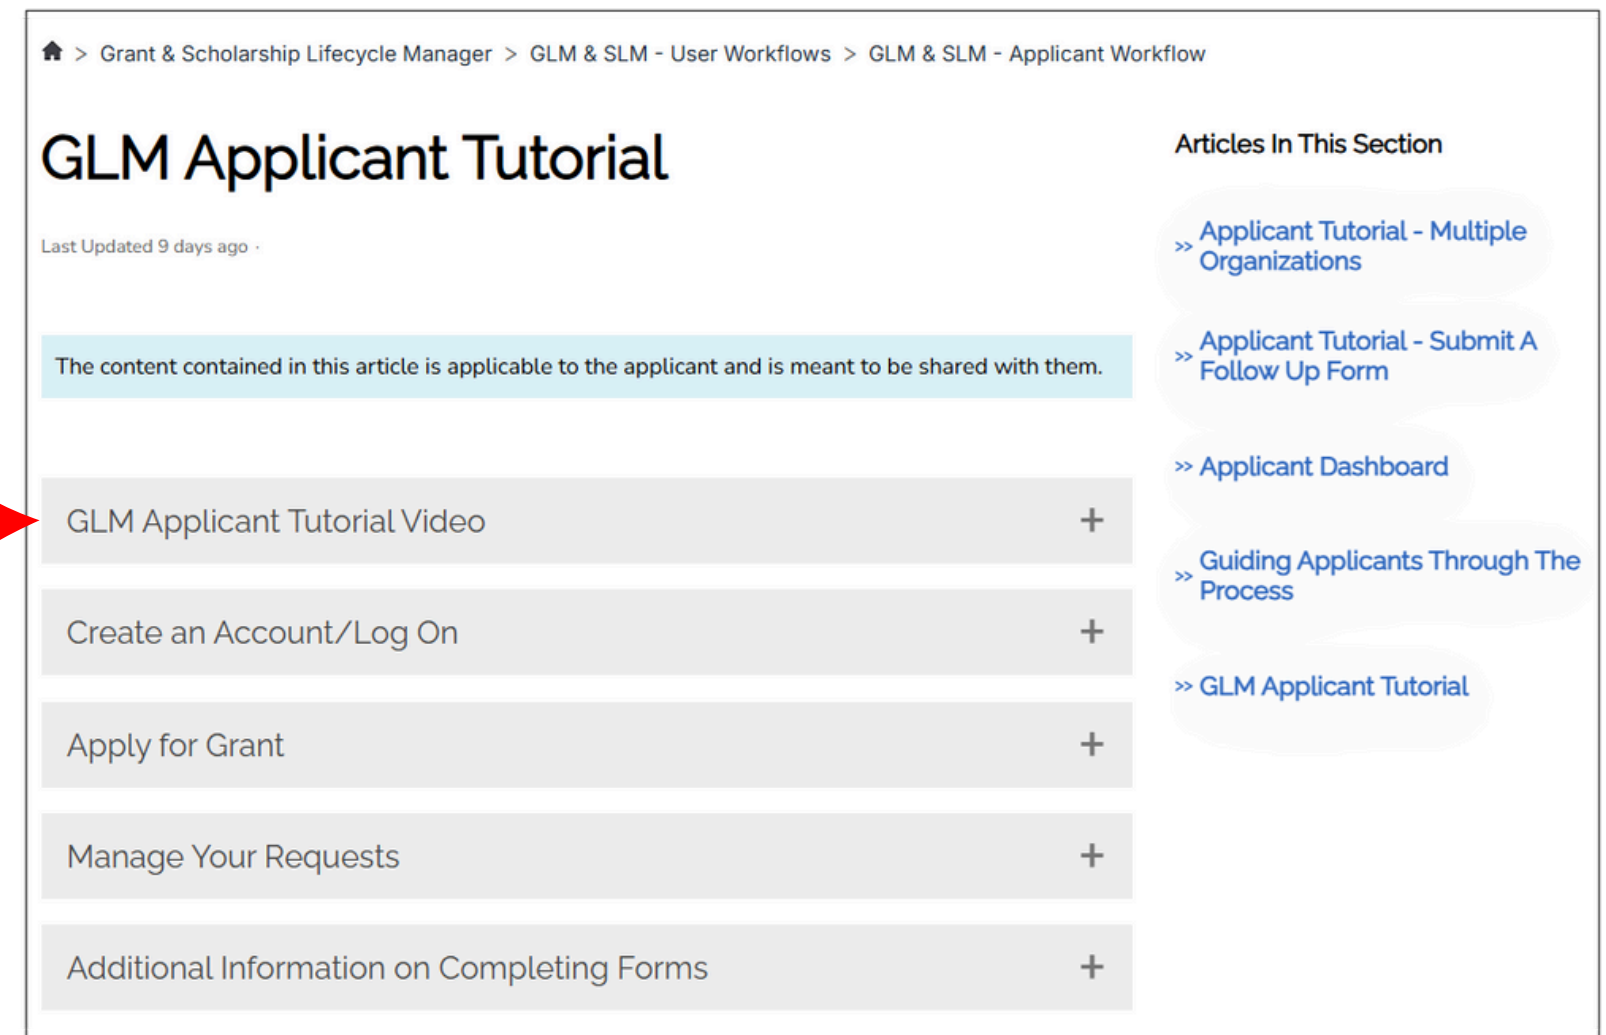 > Grant & Scholarship Lifecycle Manager > GLM & SLM - User Workflows > GLM & SLM - Applicant Workflow
GLM Applicant Tutorial
Last Updated 9 days ago ·
The content contained in this article is applicable to the applicant and is meant to be shared with them.
GLM Applicant Tutorial Video +
Create an Account/Log On +
Apply for Grant +
Manage Your Requests +
Additional Information on Completing Forms +
Articles In This Section
>> Applicant Tutorial - Multiple
Organizations
>> Applicant Tutorial - Submit A
Follow Up Form
>> Applicant Dashboard
>> Guiding Applicants Through The
Process
>> GLM Applicant Tutorial